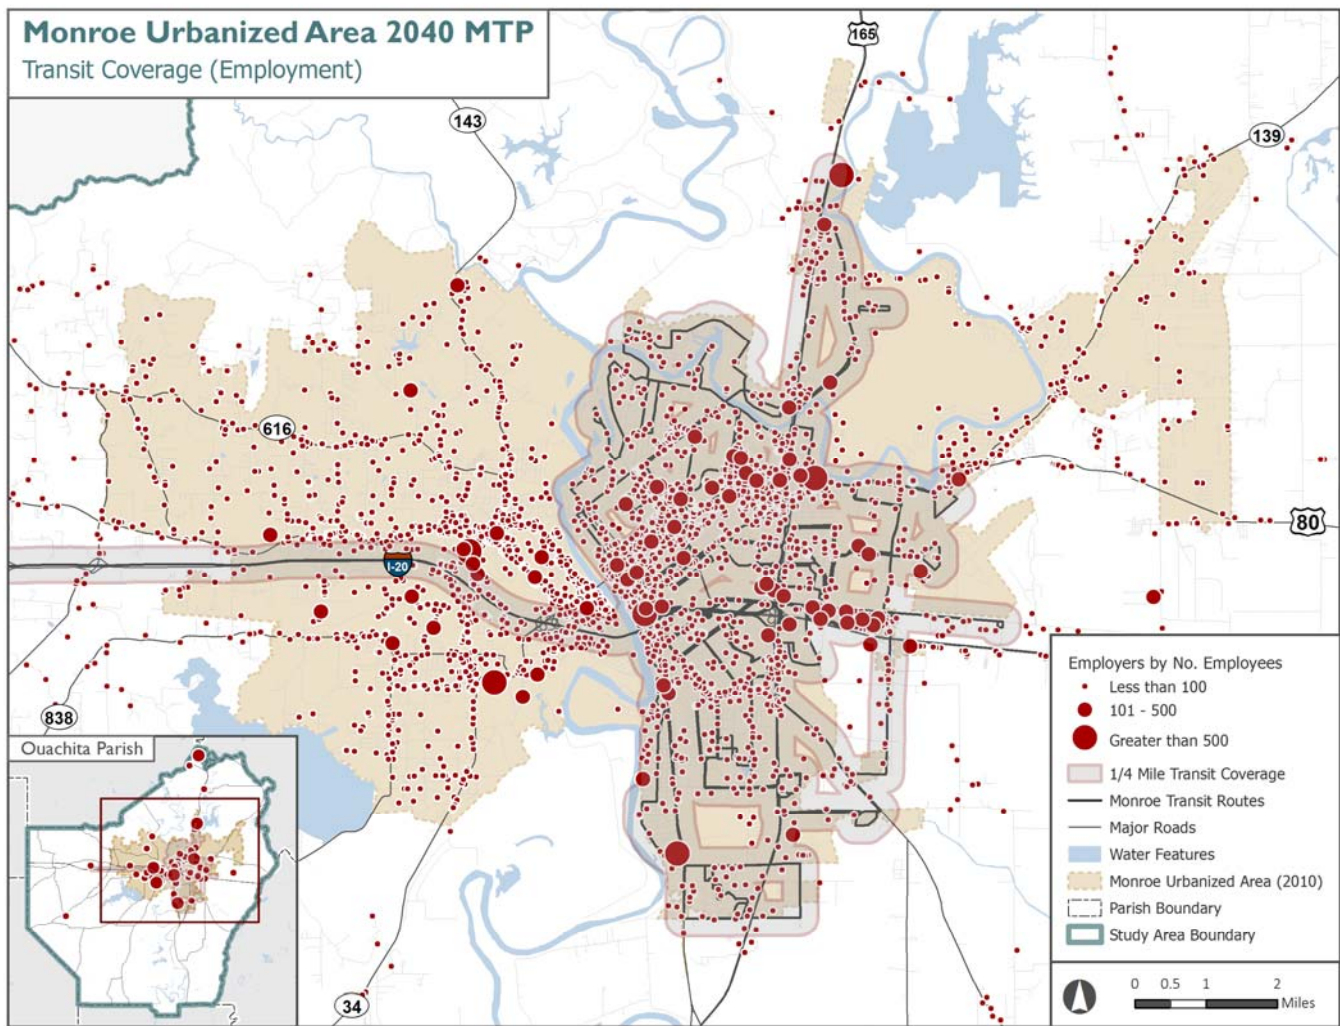 Monroe Urbanized Area 2040 MTP
Transit Coverage (Employment)
165
143
139
616
I-20
80
838
34
Ouachita Parish
Employers by No. Employees
Less than 100
101 - 500
Greater than 500
1/4 Mile Transit Coverage
Monroe Transit Routes
Major Roads
Water Features
Monroe Urbanized Area (2010)
Parish Boundary
Study Area Boundary
0 0.5 1 2
Miles